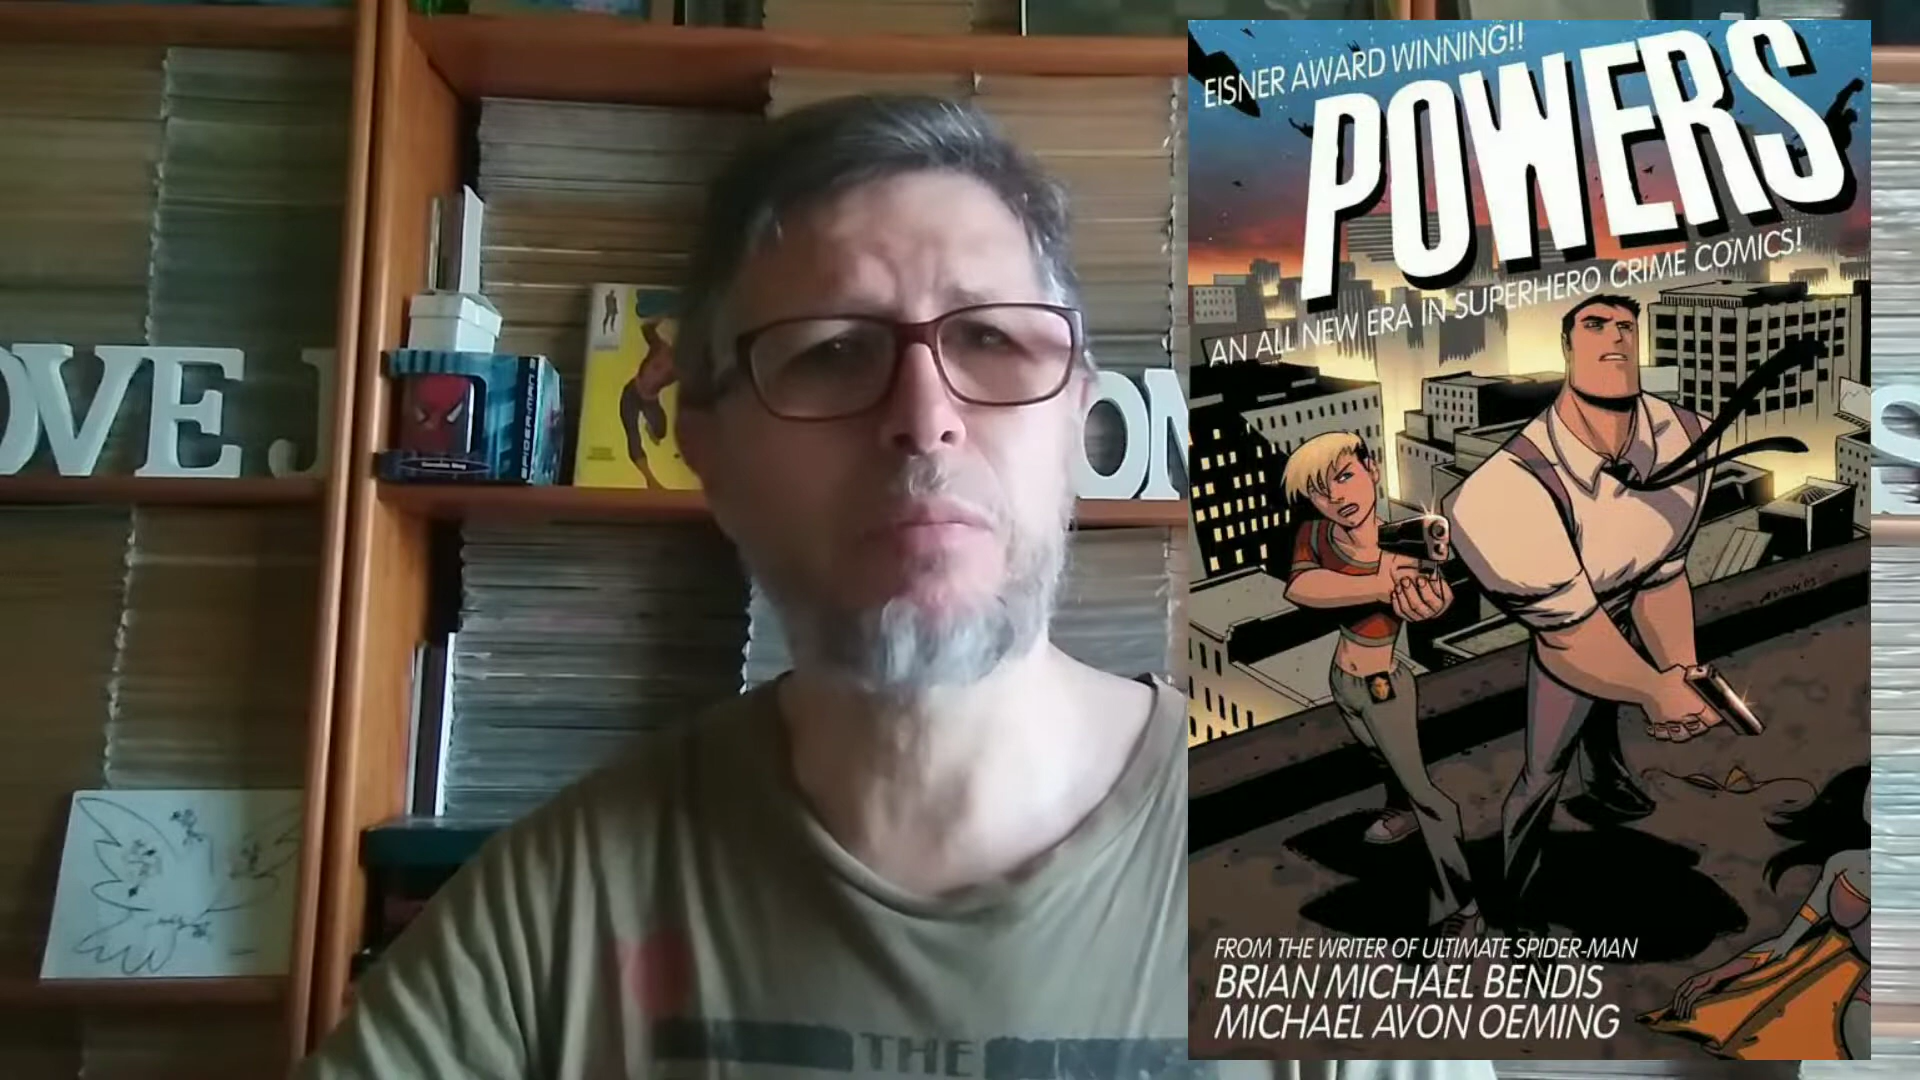 EISNER AWARD WINNING!!
POWERS
AN ALL NEW ERA IN SUPERHERO CRIME COMICS!
OVE J
ON
S
FROM THE WRITER OF ULTIMATE SPIDER-MAN
BRIAN MICHAEL BENDIS
MICHAEL AVON OEMING
THE